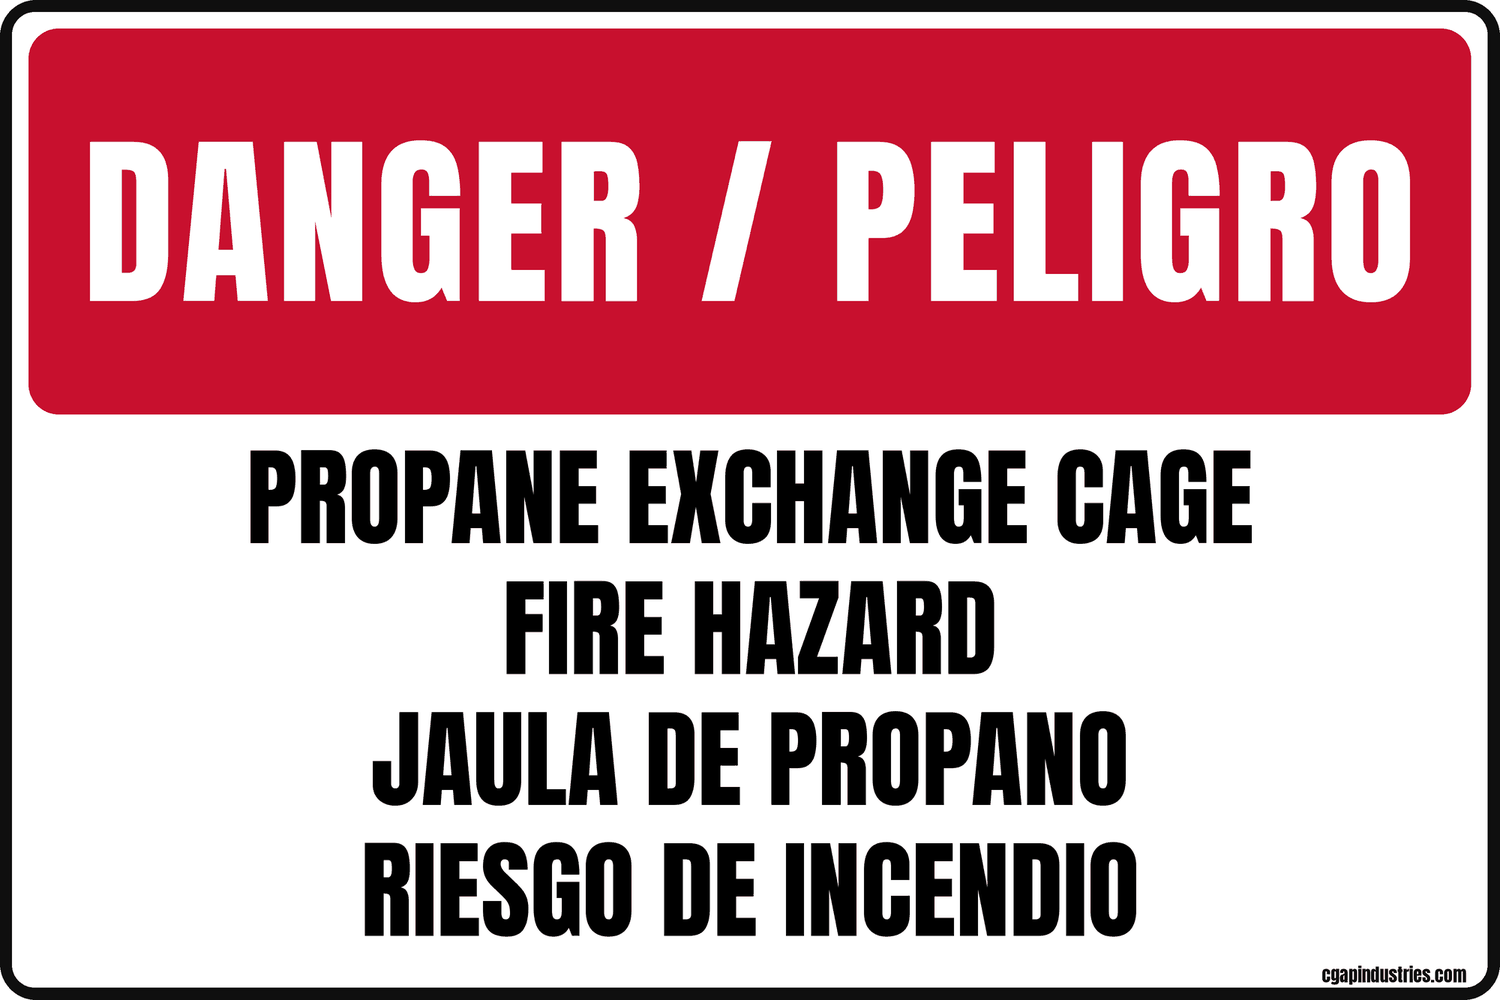 DANGER / PELIGRO
PROPANE EXCHANGE CAGE
FIRE HAZARD
JAULA DE PROPANO
RIESGO DE INCENDIO
cgapindustries.com